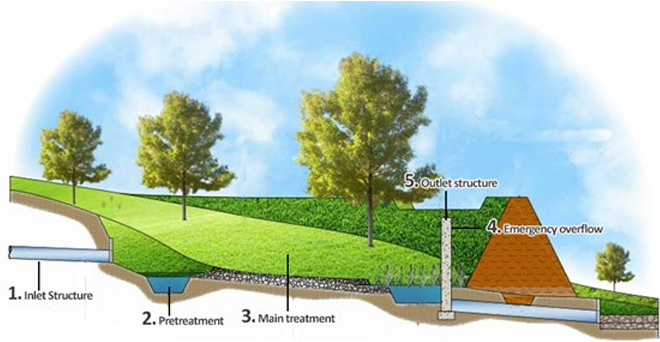 1. Inlet Structure
2. Pretreatment
3. Main treatment
4. Emergency overflow
5. Outlet structure